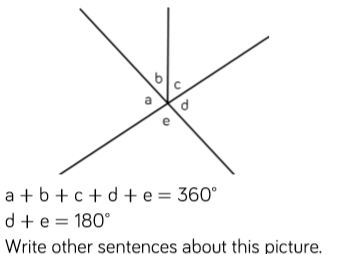 b
c
a
d
e
a + b + c + d + e = 360°
d + e = 180°
Write other sentences about this picture.